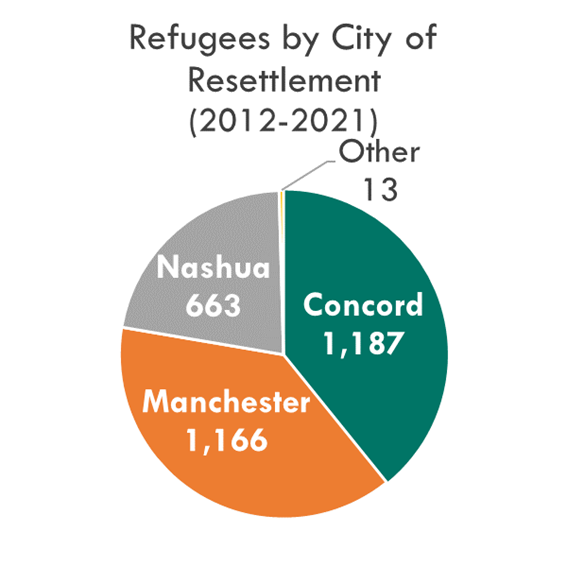 Refugees by City of
Resettlement
(2012-2021)
Other
13
Nashua
663
Concord
1,187
Manchester
1,166